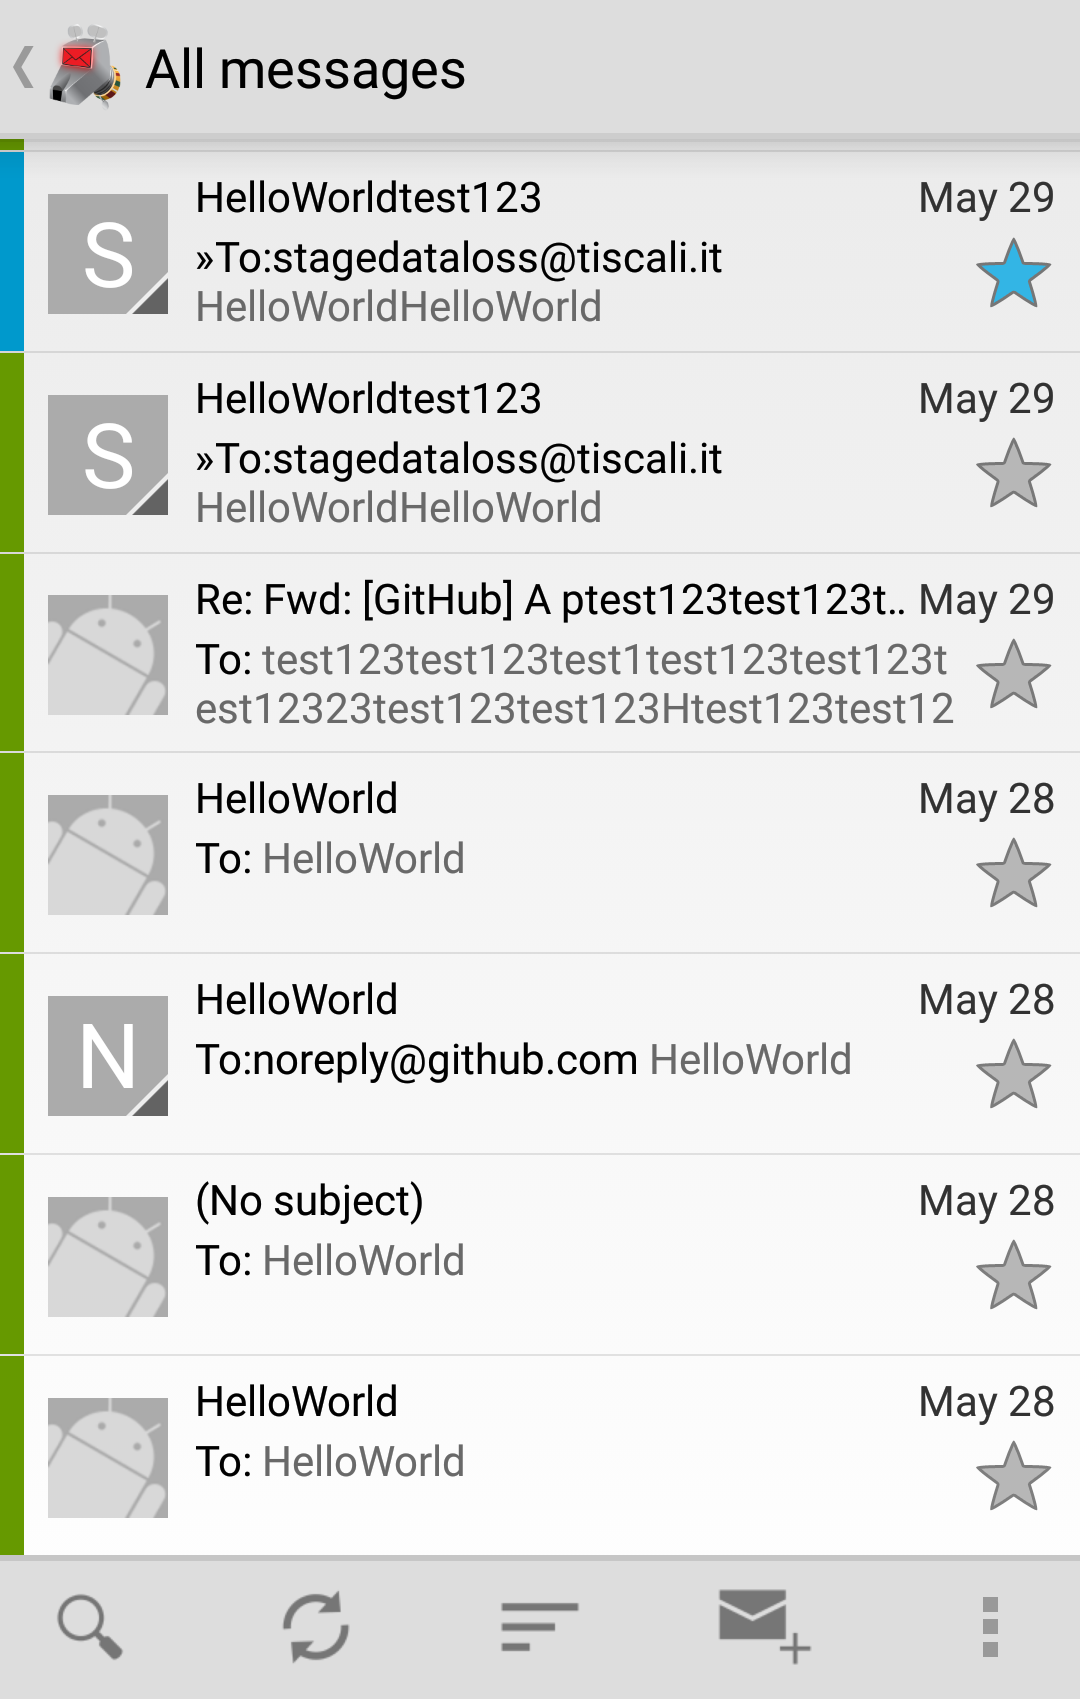 All messages
HelloWorldtest123
May 29
S
»To:stagedataloss@tiscali.it
HelloWorldHelloWorld
HelloWorldtest123
May 29
S
»To:stagedataloss@tiscali.it
HelloWorldHelloWorld
Re: Fwd: [GitHub] A ptest123test123t..
May 29
To: test123test123test1test123test123t
est12323test123test123Htest123test12
HelloWorld
May 28
To: HelloWorld
HelloWorld
May 28
N
To:noreply@github.com HelloWorld
(No subject)
May 28
To: HelloWorld
HelloWorld
May 28
To: HelloWorld